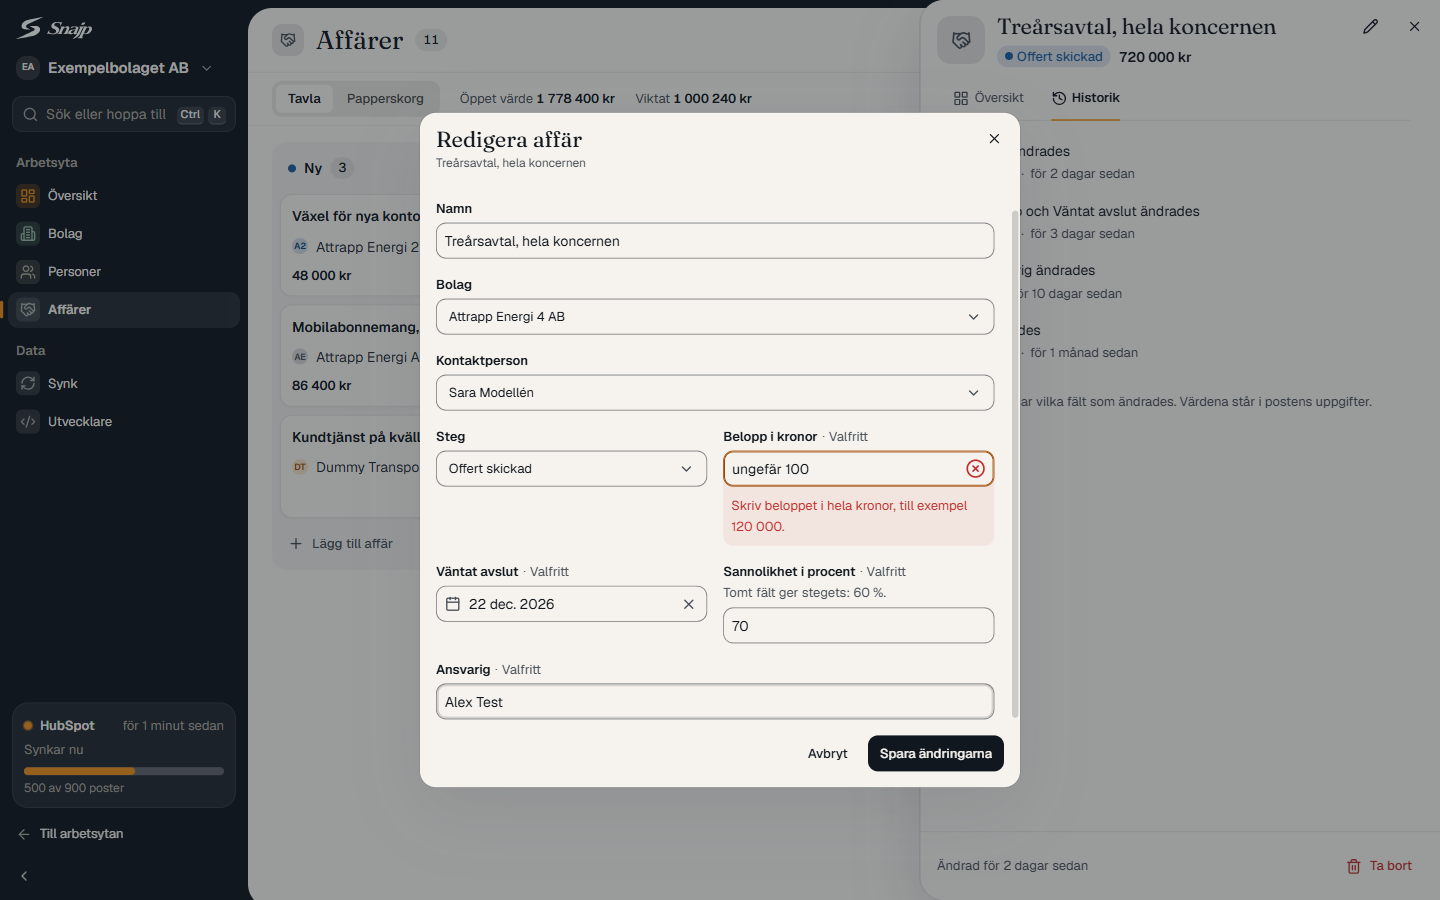 Snajp
EA Exempelbolaget AB
Sök eller hoppa till Ctrl K
Arbetsyta
Översikt
Bolag
Personer
Affärer
Data
Synk
Utvecklare
HubSpot för 1 minut sedan
Synkar nu
500 av 900 poster
Till arbetsytan
Affärer 11
Tavla Papperskorg Öppet värde 1 778 400 kr Viktat 1 000 240 kr
Ny 3
Växel för nya konto
A2 Attrapp Energi 2
48 000 kr
Mobilabonnemang,
AE Attrapp Energi A
86 400 kr
Kundtjänst på kväll
DT Dummy Transpo
Lägg till affär
Redigera affär
Treårsavtal, hela koncernen
Namn
Treårsavtal, hela koncernen
Bolag
Attrapp Energi 4 AB
Kontaktperson
Sara Modellén
Steg
Offert skickad
Belopp i kronor · Valfritt
ungefär 100
Skriv beloppet i hela kronor, till exempel
120 000.
Väntat avslut · Valfritt
22 dec. 2026
Sannolikhet i procent · Valfritt
Tomt fält ger stegets: 60 %.
70
Ansvarig · Valfritt
Alex Test
Avbryt Spara ändringarna
Treårsavtal, hela koncernen
Offert skickad 720 000 kr
Översikt Historik
ndrades
· för 2 dagar sedan
och Väntat avslut ändrades
· för 3 dagar sedan
ig ändrades
ör 10 dagar sedan
des
· för 1 månad sedan
ar vilka fält som ändrades. Värdena står i postens uppgifter.
Ändrad för 2 dagar sedan Ta bort